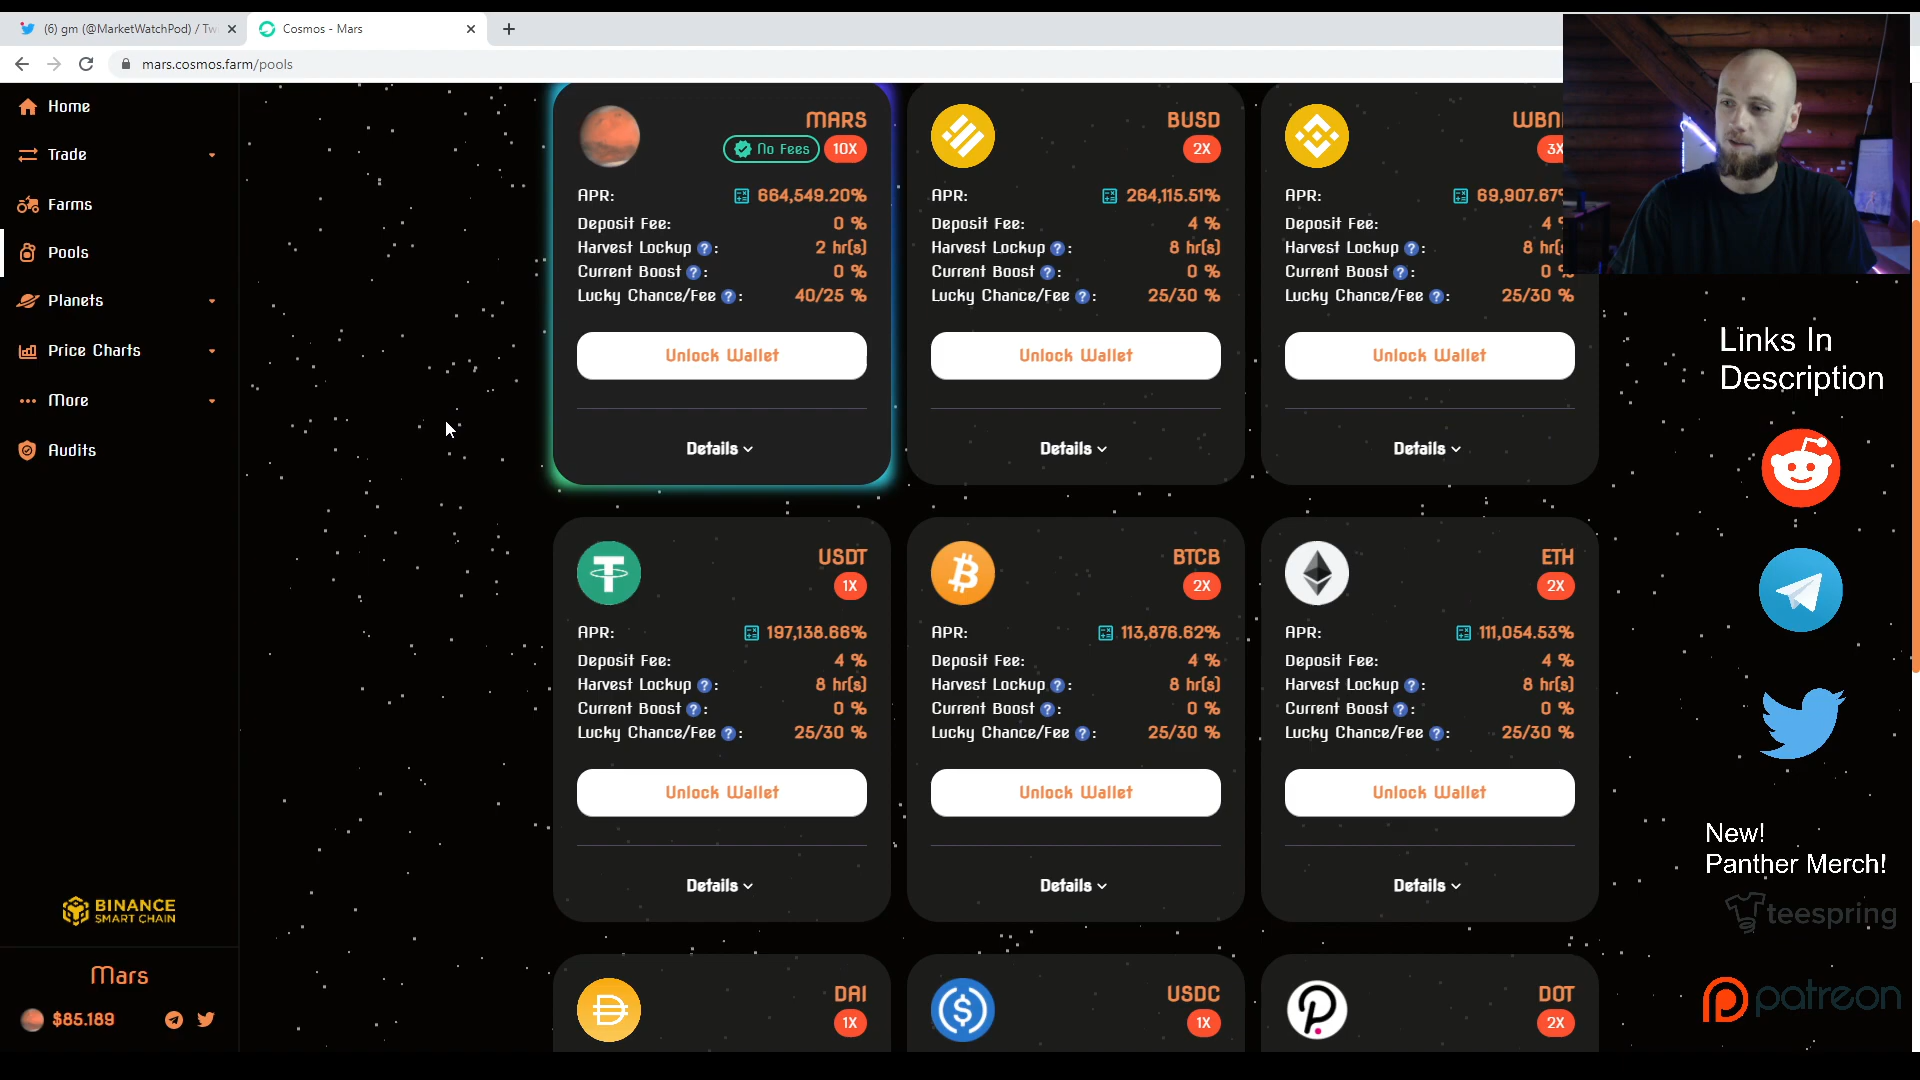 (6) gm (@MarketWatchPod) / Tw
Cosmos - Mars
mars.cosmos.farm/pools
Home
Trade
Farms
Pools
Planets
Price Charts
More
Audits
BINANCE
SMART CHAIN
Mars
$85.189
MARS
No Fees
10X
APR: 664,549.20%
Deposit Fee: 0 %
Harvest Lockup ?: 2 hr(s)
Current Boost ?: 0 %
Lucky Chance/Fee ?: 40/25 %
Unlock Wallet
Details
BUSD
2X
APR: 264,115.51%
Deposit Fee: 4 %
Harvest Lockup ?: 8 hr(s)
Current Boost ?: 0 %
Lucky Chance/Fee ?: 25/30 %
Unlock Wallet
Details
WBN
3X
APR: 69,907.67%
Deposit Fee: 4
Harvest Lockup ?: 8 hr(s
Current Boost ?: 0 %
Lucky Chance/Fee ?: 25/30 %
Unlock Wallet
Details
USDT
1X
APR: 197,138.66%
Deposit Fee: 4 %
Harvest Lockup ?: 8 hr(s)
Current Boost ?: 0 %
Lucky Chance/Fee ?: 25/30 %
Unlock Wallet
Details
BTCB
2X
APR: 113,876.62%
Deposit Fee: 4 %
Harvest Lockup ?: 8 hr(s)
Current Boost ?: 0 %
Lucky Chance/Fee ?: 25/30 %
Unlock Wallet
Details
ETH
2X
APR: 111,054.53%
Deposit Fee: 4 %
Harvest Lockup ?: 8 hr(s)
Current Boost ?: 0 %
Lucky Chance/Fee ?: 25/30 %
Unlock Wallet
Details
DAI
1X
USDC
1X
DOT
2X
Links In
Description
New!
Panther Merch!
teespring
patreon